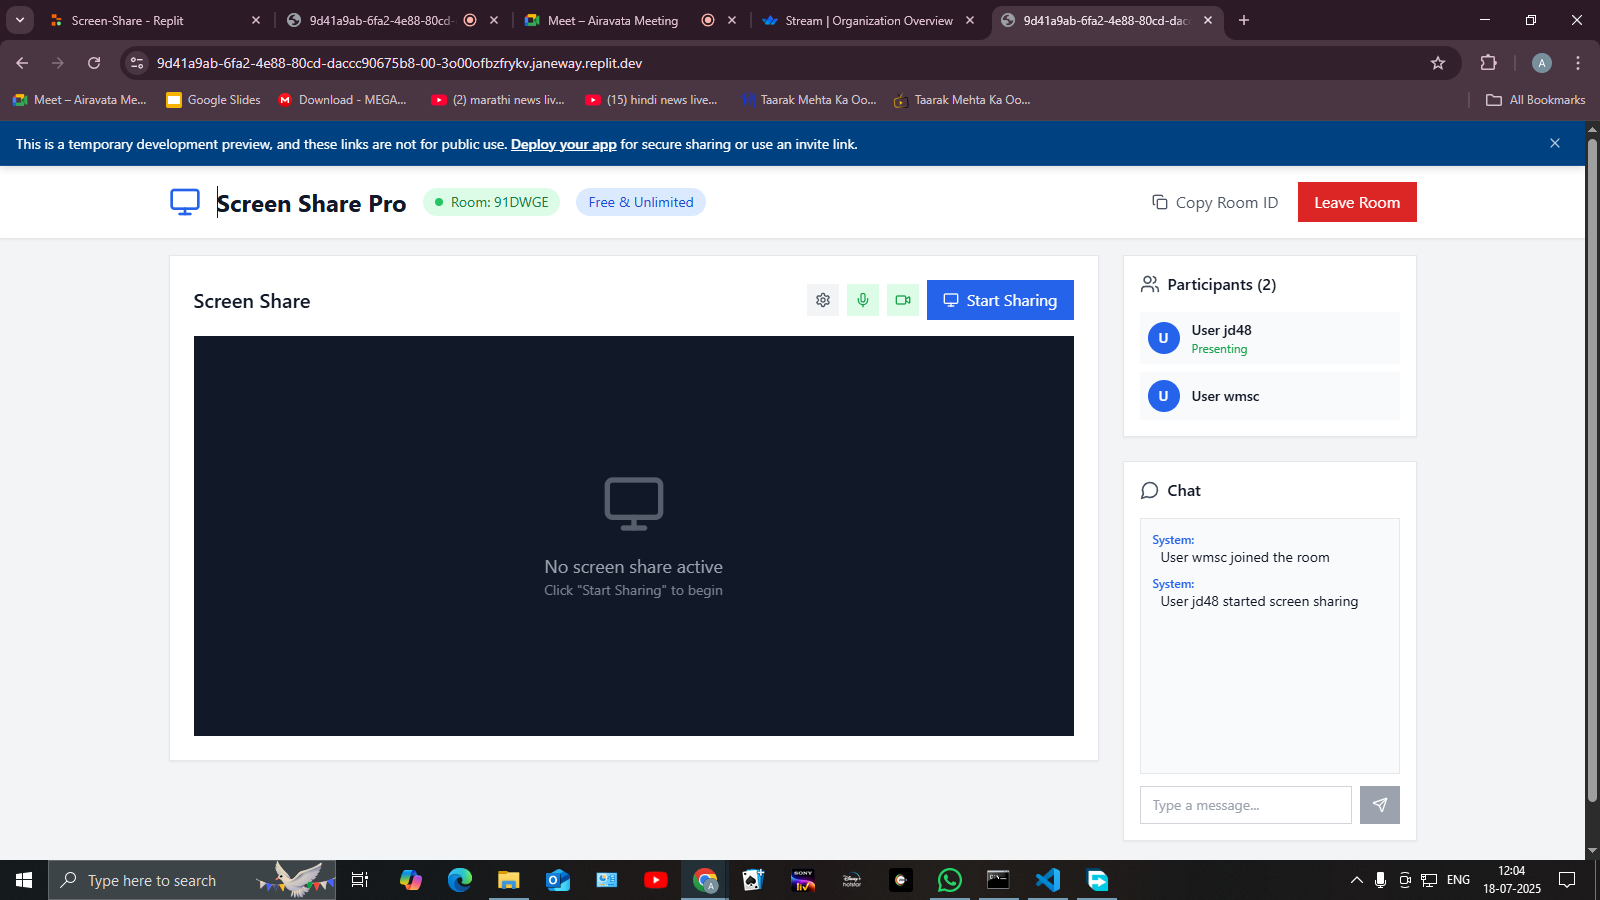 Screen-Share - Replit
9d41a9ab-6fa2-4e88-80cd-
Meet – Airavata Meeting
Stream | Organization Overview
9d41a9ab-6fa2-4e88-80cd-dacc
9d41a9ab-6fa2-4e88-80cd-daccc90675b8-00-3o00ofbzfrykv.janeway.replit.dev
A
Meet – Airavata Me...
Google Slides
Download - MEGA...
(2) marathi news liv...
(15) hindi news live...
Taarak Mehta Ka Oo...
Taarak Mehta Ka Oo...
All Bookmarks
This is a temporary development preview, and these links are not for public use. Deploy your app for secure sharing or use an invite link.
Screen Share Pro
Room: 91DWGE
Free & Unlimited
Copy Room ID
Leave Room
Screen Share
Start Sharing
No screen share active
Click "Start Sharing" to begin
Participants (2)
U
User jd48
Presenting
U
User wmsc
Chat
System:
User wmsc joined the room
System:
User jd48 started screen sharing
Type a message...
Type here to search
SONY
liv
hotstar
ENG
12:04
18-07-2025